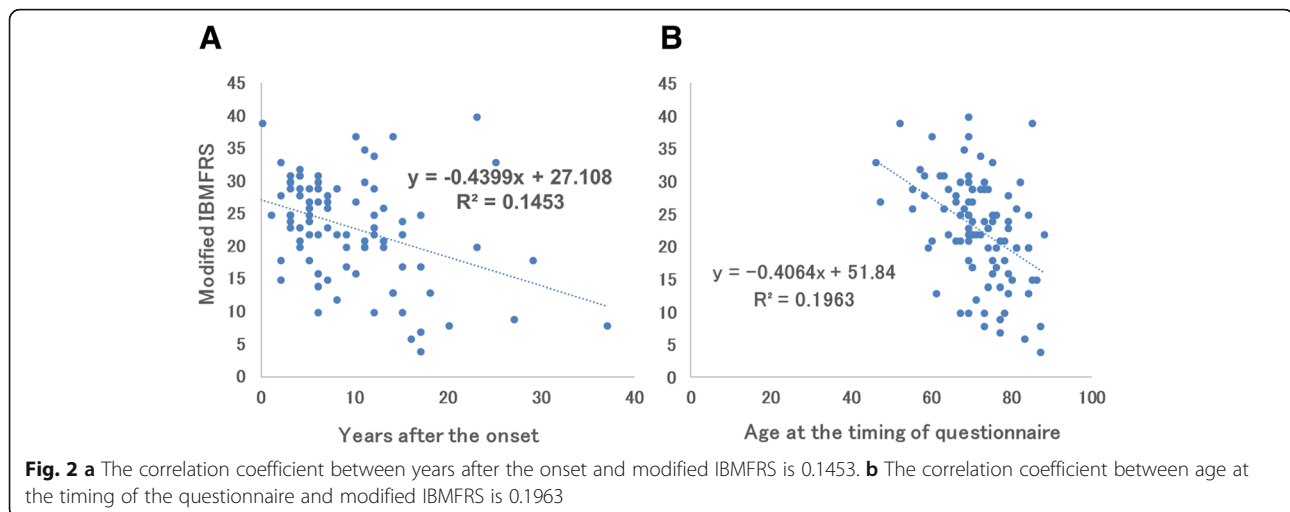 A
B
45
40
35
30
25
20
15
10
5
0
Modified IBMFRS
y = -0.4399x + 27.108
R² = 0.1453
0 10 20 30 40
Years after the onset
45
40
35
30
25
20
15
10
5
0
y = −0.4064x + 51.84
R² = 0.1963
0 20 40 60 80 100
Age at the timing of questionnaire
Fig. 2 a The correlation coefficient between years after the onset and modified IBMFRS is 0.1453. b The correlation coefficient between age at
the timing of the questionnaire and modified IBMFRS is 0.1963